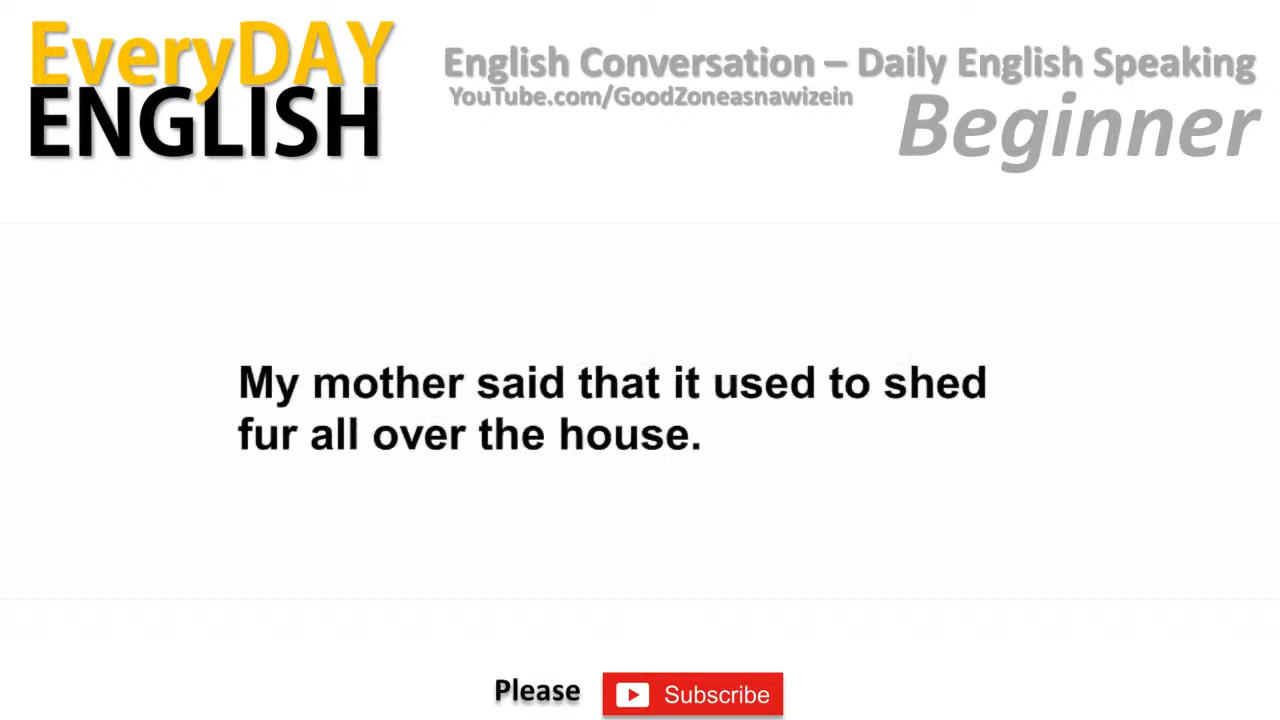 EveryDAY
ENGLISH
English Conversation – Daily English Speaking
YouTube.com/GoodZoneasnawizein
Beginner
My mother said that it used to shed
fur all over the house.
Please
Subscribe